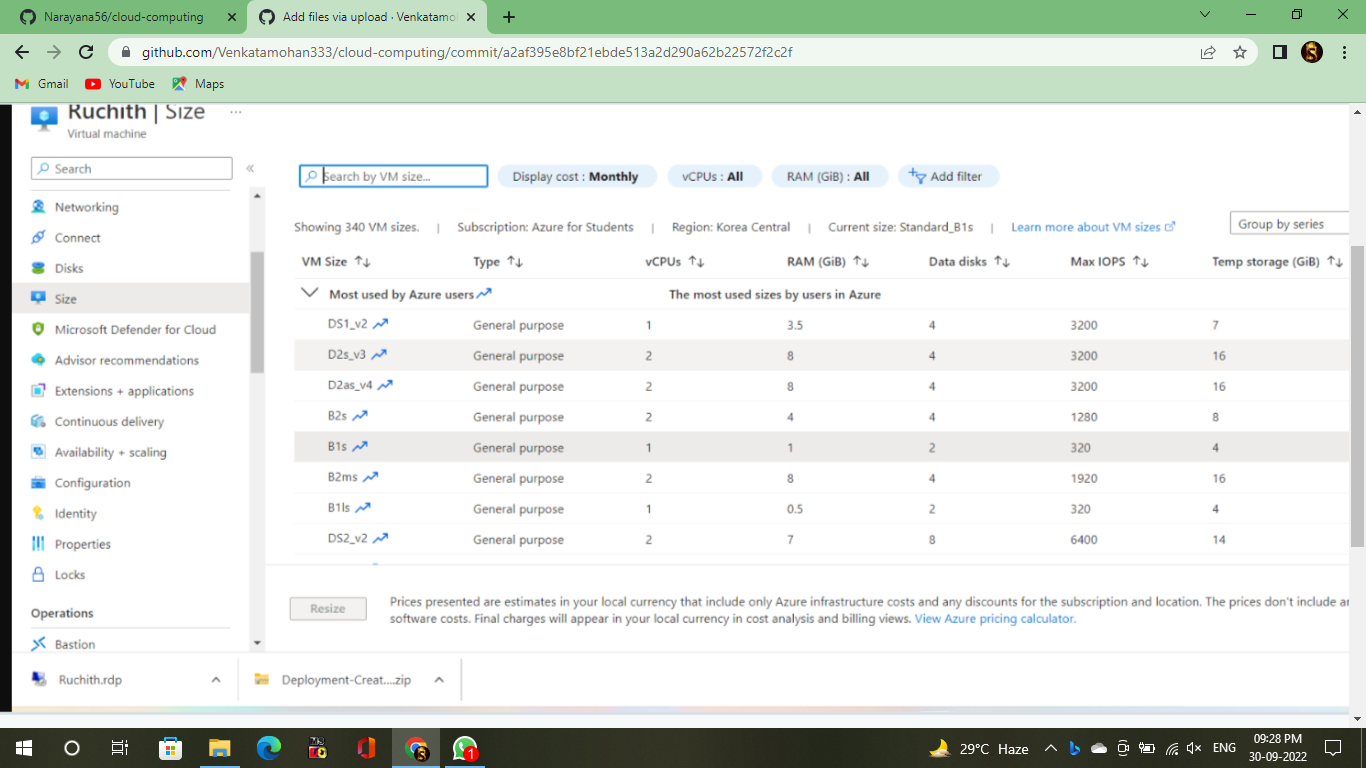 Narayana56/cloud-computing
Add files via upload · Venkatamo
github.com/Venkatamohan333/cloud-computing/commit/a2af395e8bf21ebde513a2d290a62b22572f2c2f
Gmail YouTube Maps
Ruchith | Size ...
Virtual machine
Search «
Networking
Connect
Disks
Size
Microsoft Defender for Cloud
Advisor recommendations
Extensions + applications
Continuous delivery
Availability + scaling
Configuration
Identity
Properties
Locks
Operations
Bastion
Search by VM size... Display cost : Monthly vCPUs : All RAM (GiB) : All Add filter
Showing 340 VM sizes. | Subscription: Azure for Students | Region: Korea Central | Current size: Standard_B1s | Learn more about VM sizes Group by series
VM Size Type vCPUs RAM (GiB) Data disks Max IOPS Temp storage (GiB)
Most used by Azure users The most used sizes by users in Azure
DS1_v2 General purpose 1 3.5 4 3200 7
D2s_v3 General purpose 2 8 4 3200 16
D2as_v4 General purpose 2 8 4 3200 16
B2s General purpose 2 4 4 1280 8
B1s General purpose 1 1 2 320 4
B2ms General purpose 2 8 4 1920 16
B1ls General purpose 1 0.5 2 320 4
DS2_v2 General purpose 2 7 8 6400 14
Resize
Prices presented are estimates in your local currency that include only Azure infrastructure costs and any discounts for the subscription and location. The prices don't include a
software costs. Final charges will appear in your local currency in cost analysis and billing views. View Azure pricing calculator.
Ruchith.rdp Deployment-Creat....zip
1
29°C Haze ENG
09:28 PM
30-09-2022